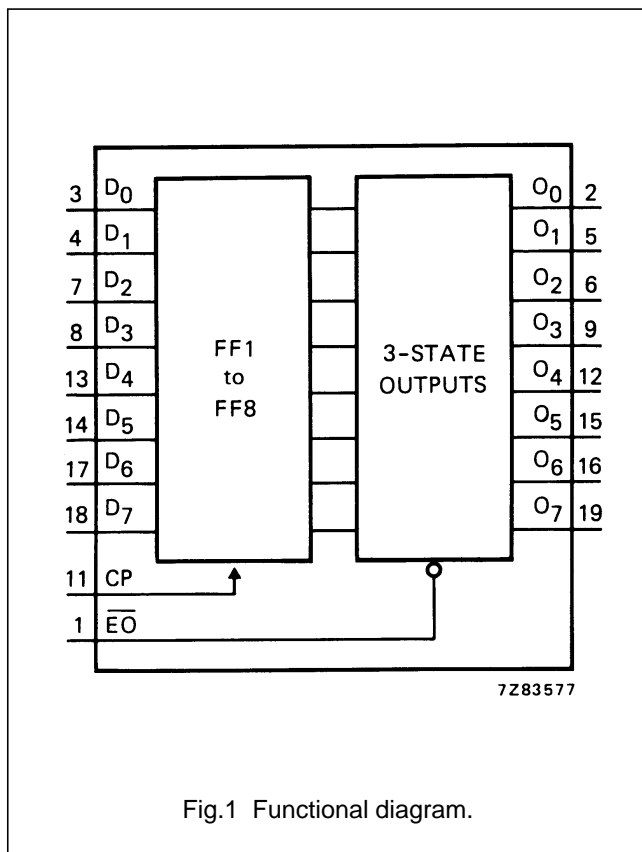 3 D0 O0 2
4 D1 O1 5
7 D2 O2 6
8 D3 O3 9
FF1 3-STATE
13 D4 to O4 12
OUTPUTS
FF8
14 D5 O5 15
17 D6 O6 16
18 D7 O7 19
11 CP
1 E̅O̅
7Z83577
Fig.1 Functional diagram.